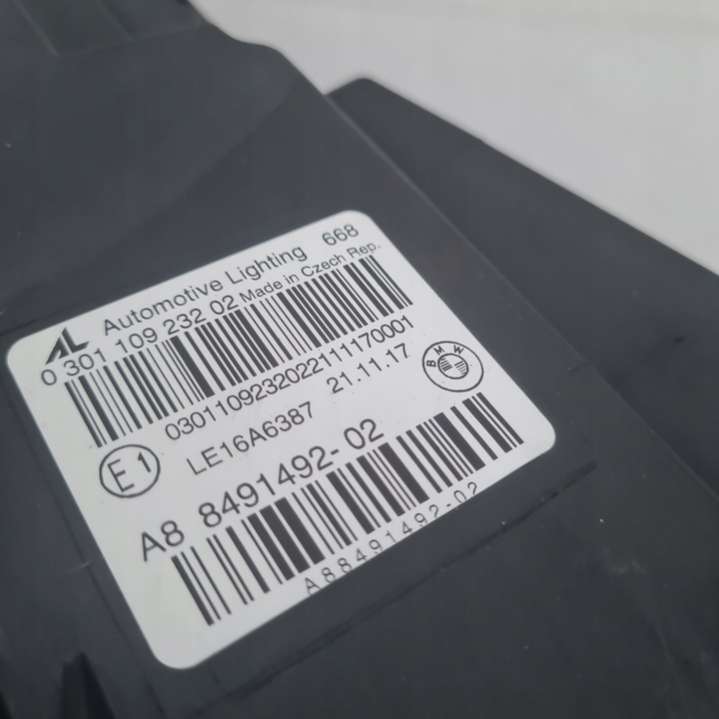 AL Automotive Lighting 668
0 301 109 232 02 Made in Czech Rep.
0301109232022111170001
E1 LE16A6387 21.11.17 BMW
A8 8491492-02
A88491492-02